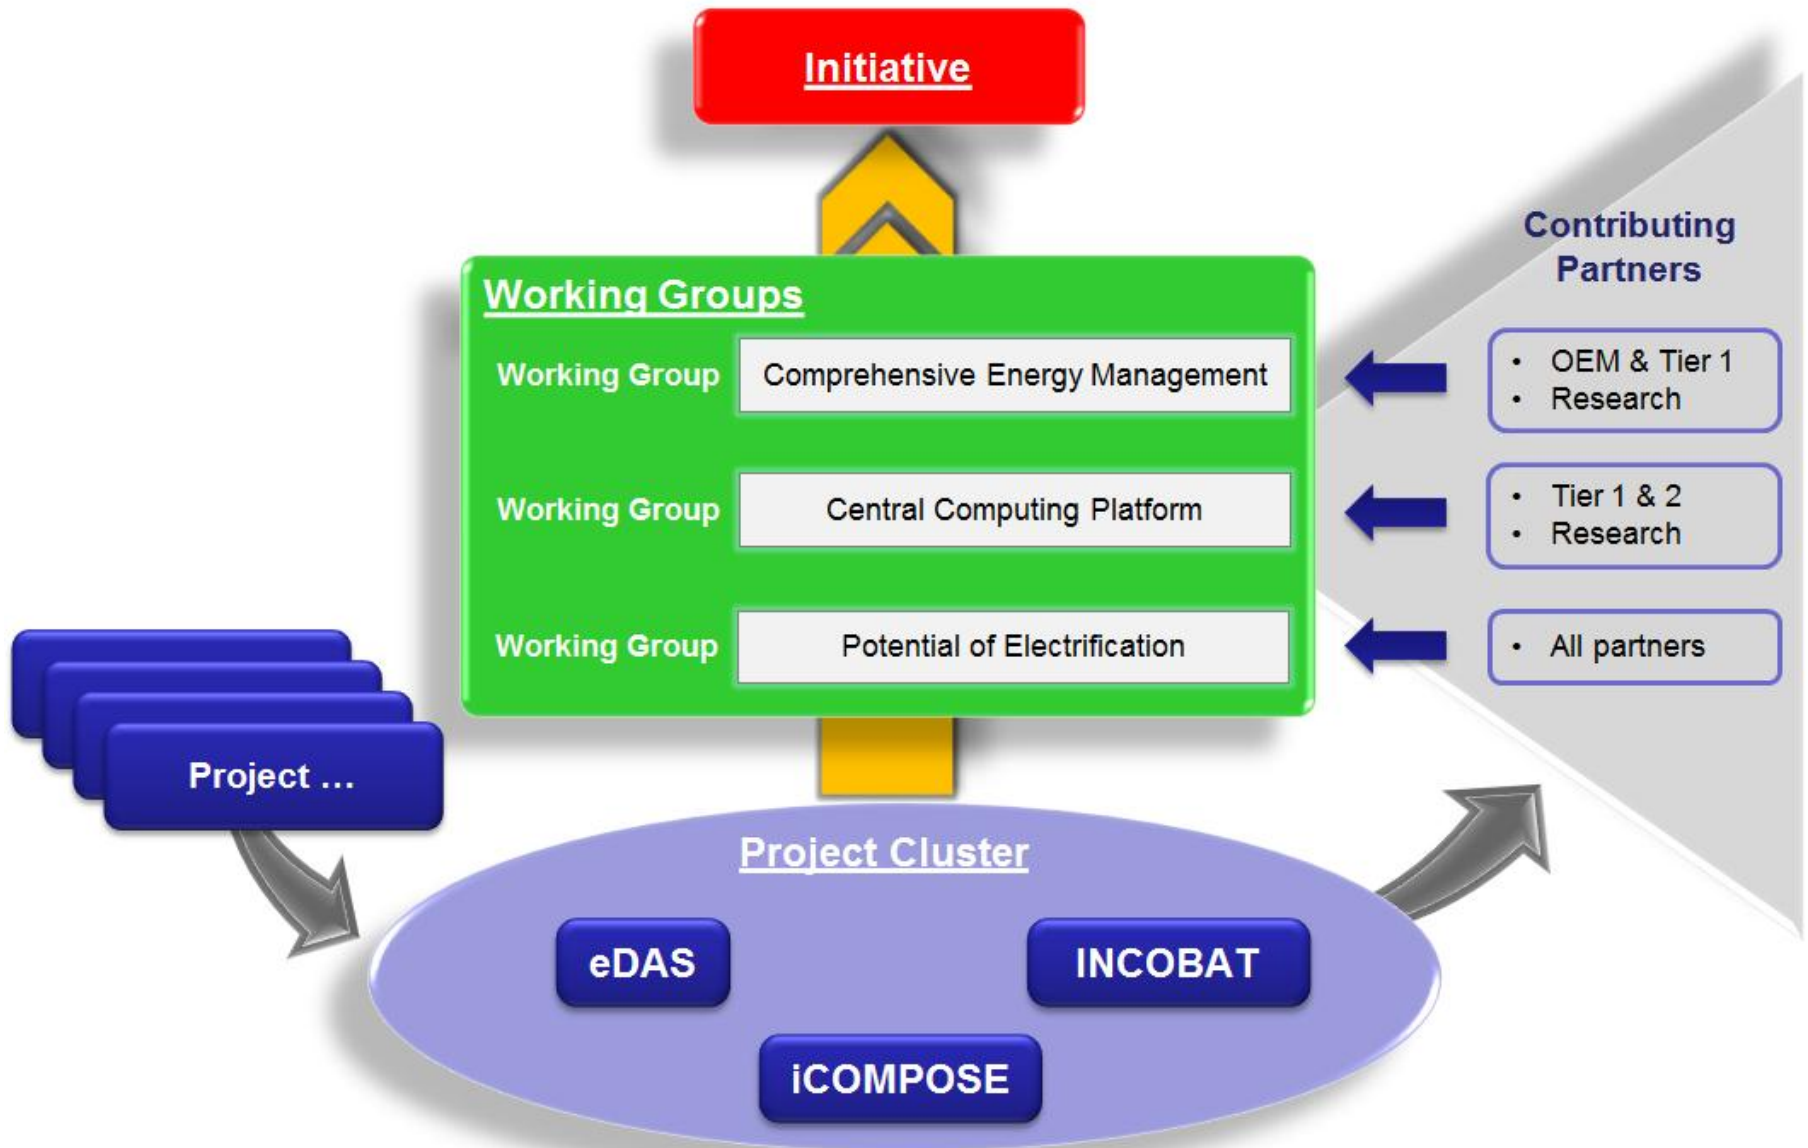 Initiative
Contributing
Partners
Working Groups
Working Group Comprehensive Energy Management
• OEM & Tier 1
• Research
Working Group Central Computing Platform
• Tier 1 & 2
• Research
Working Group Potential of Electrification
• All partners
Project ...
Project Cluster
eDAS
INCOBAT
iCOMPOSE